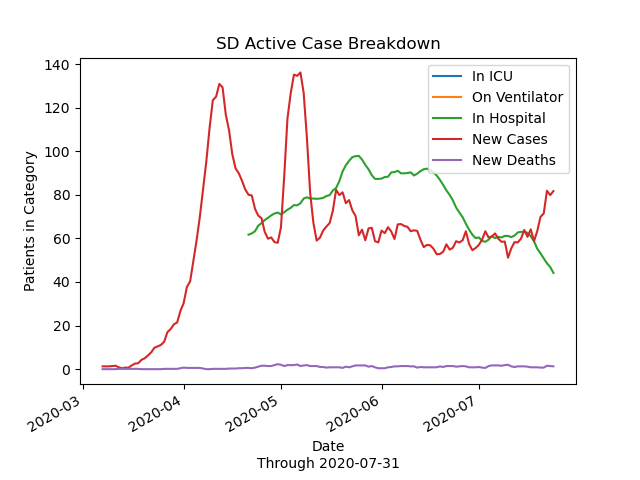 SD Active Case Breakdown
In ICU
On Ventilator
In Hospital
New Cases
New Deaths
Patients in Category
140
120
100
80
60
40
20
0
2020-03
2020-04
2020-05
2020-06
2020-07
Date
Through 2020-07-31